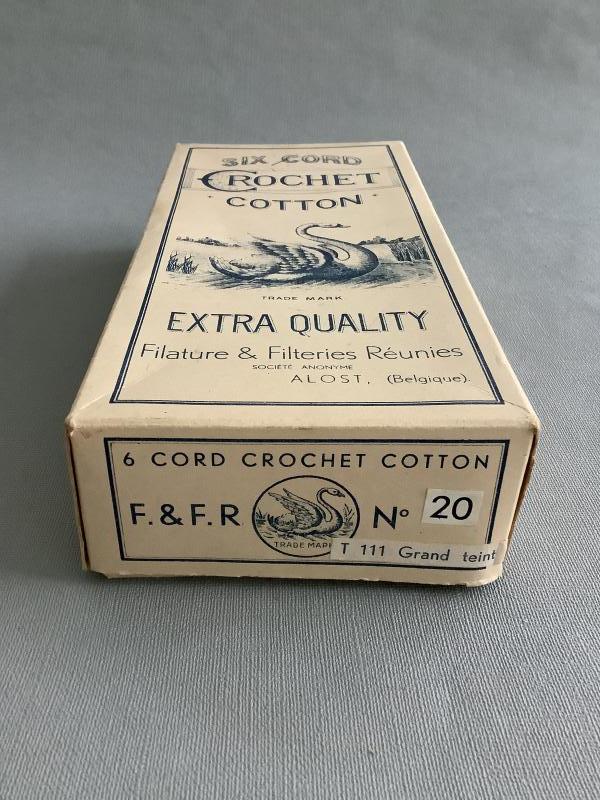 SIX CORD
CROCHET
COTTON
TRADE MARK
EXTRA QUALITY
Filature & Filteries Réunies
SOCIÉTÉ ANONYME
ALOST, (Belgique).
6 CORD CROCHET COTTON
F. & F. R
TRADE MARK
Nº 20
T 111 Grand teint